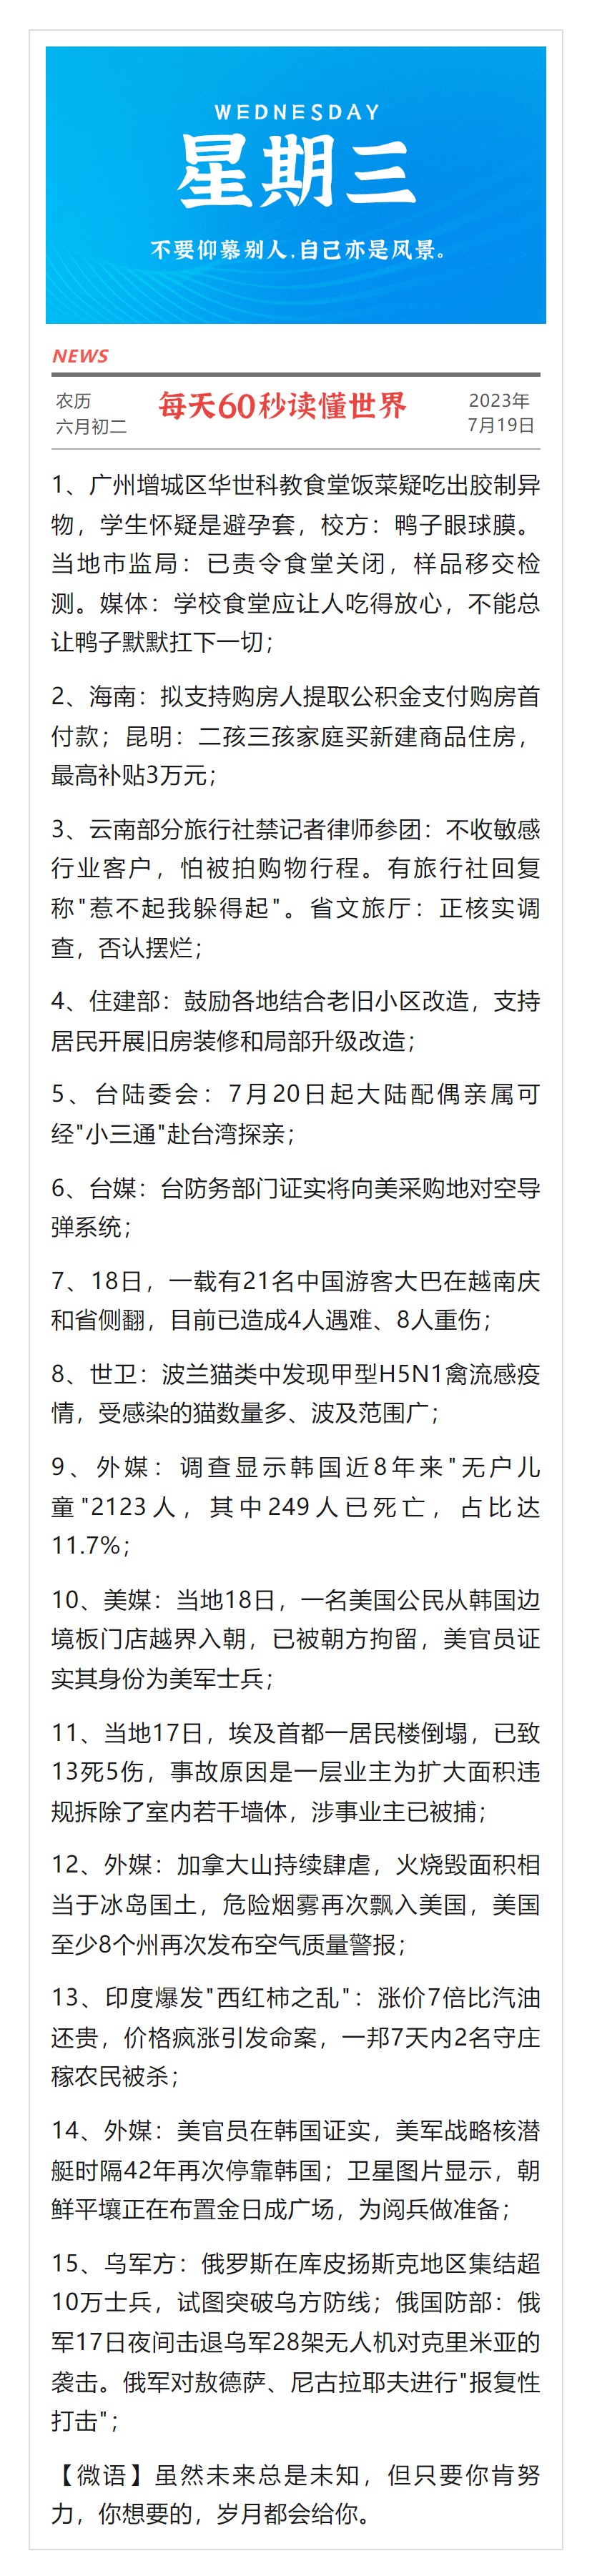 WEDNESDAY
星期三
不要仰慕别人,自己亦是风景。
NEWS
农历
六月初二
每天60秒读懂世界
2023年
7月19日
1、广州增城区华世科教食堂饭菜疑吃出胶制异
物，学生怀疑是避孕套，校方：鸭子眼球膜。
当地市监局：已责令食堂关闭，样品移交检
测。媒体：学校食堂应让人吃得放心，不能总
让鸭子默默扛下一切；
2、海南：拟支持购房人提取公积金支付购房首
付款；昆明：二孩三孩家庭买新建商品住房，
最高补贴3万元；
3、云南部分旅行社禁记者律师参团：不收敏感
行业客户，怕被拍购物行程。有旅行社回复
称"惹不起我躲得起"。省文旅厅：正核实调
查，否认摆烂；
4、住建部：鼓励各地结合老旧小区改造，支持
居民开展旧房装修和局部升级改造；
5、台陆委会：7月20日起大陆配偶亲属可
经"小三通"赴台湾探亲；
6、台媒：台防务部门证实将向美采购地对空导
弹系统；
7、18日，一载有21名中国游客大巴在越南庆
和省侧翻，目前已造成4人遇难、8人重伤；
8、世卫：波兰猫类中发现甲型H5N1禽流感疫
情，受感染的猫数量多、波及范围广；
9、外媒：调查显示韩国近8年来"无户儿
童"2123人，其中249人已死亡，占比达
11.7%；
10、美媒：当地18日，一名美国公民从韩国边
境板门店越界入朝，已被朝方拘留，美官员证
实其身份为美军士兵；
11、当地17日，埃及首都一居民楼倒塌，已致
13死5伤，事故原因是一层业主为扩大面积违
规拆除了室内若干墙体，涉事业主已被捕；
12、外媒：加拿大山持续肆虐，火烧毁面积相
当于冰岛国土，危险烟雾再次飘入美国，美国
至少8个州再次发布空气质量警报；
13、印度爆发"西红柿之乱"：涨价7倍比汽油
还贵，价格疯涨引发命案，一邦7天内2名守庄
稼农民被杀；
14、外媒：美官员在韩国证实，美军战略核潜
艇时隔42年再次停靠韩国；卫星图片显示，朝
鲜平壤正在布置金日成广场，为阅兵做准备；
15、乌军方：俄罗斯在库皮扬斯克地区集结超
10万士兵，试图突破乌方防线；俄国防部：俄
军17日夜间击退乌军28架无人机对克里米亚的
袭击。俄军对敖德萨、尼古拉耶夫进行"报复性
打击"；
【微语】虽然未来总是未知，但只要你肯努
力，你想要的，岁月都会给你。